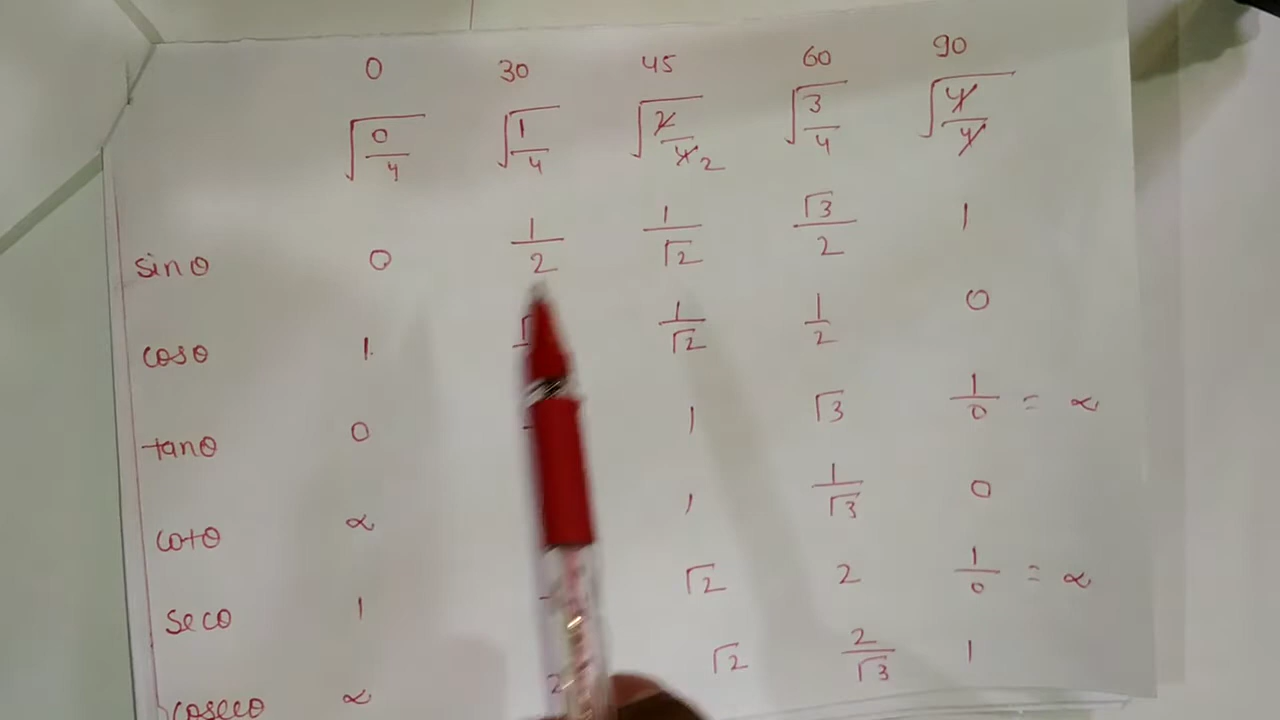 0 30 45 60 90
√0/4 √1/4 √2/4 2 √3/4 √4/4
sinθ 0 1/2 1/√2 √3/2 1
cosθ 1 1/√2 1/2 0
tanθ 0 1 √3 1/0 = ∝
cotθ ∝ 1 1/√3 0
secθ 1 √2 2 1/0 = ∝
cosecθ ∝ 2 √2 2/√3 1